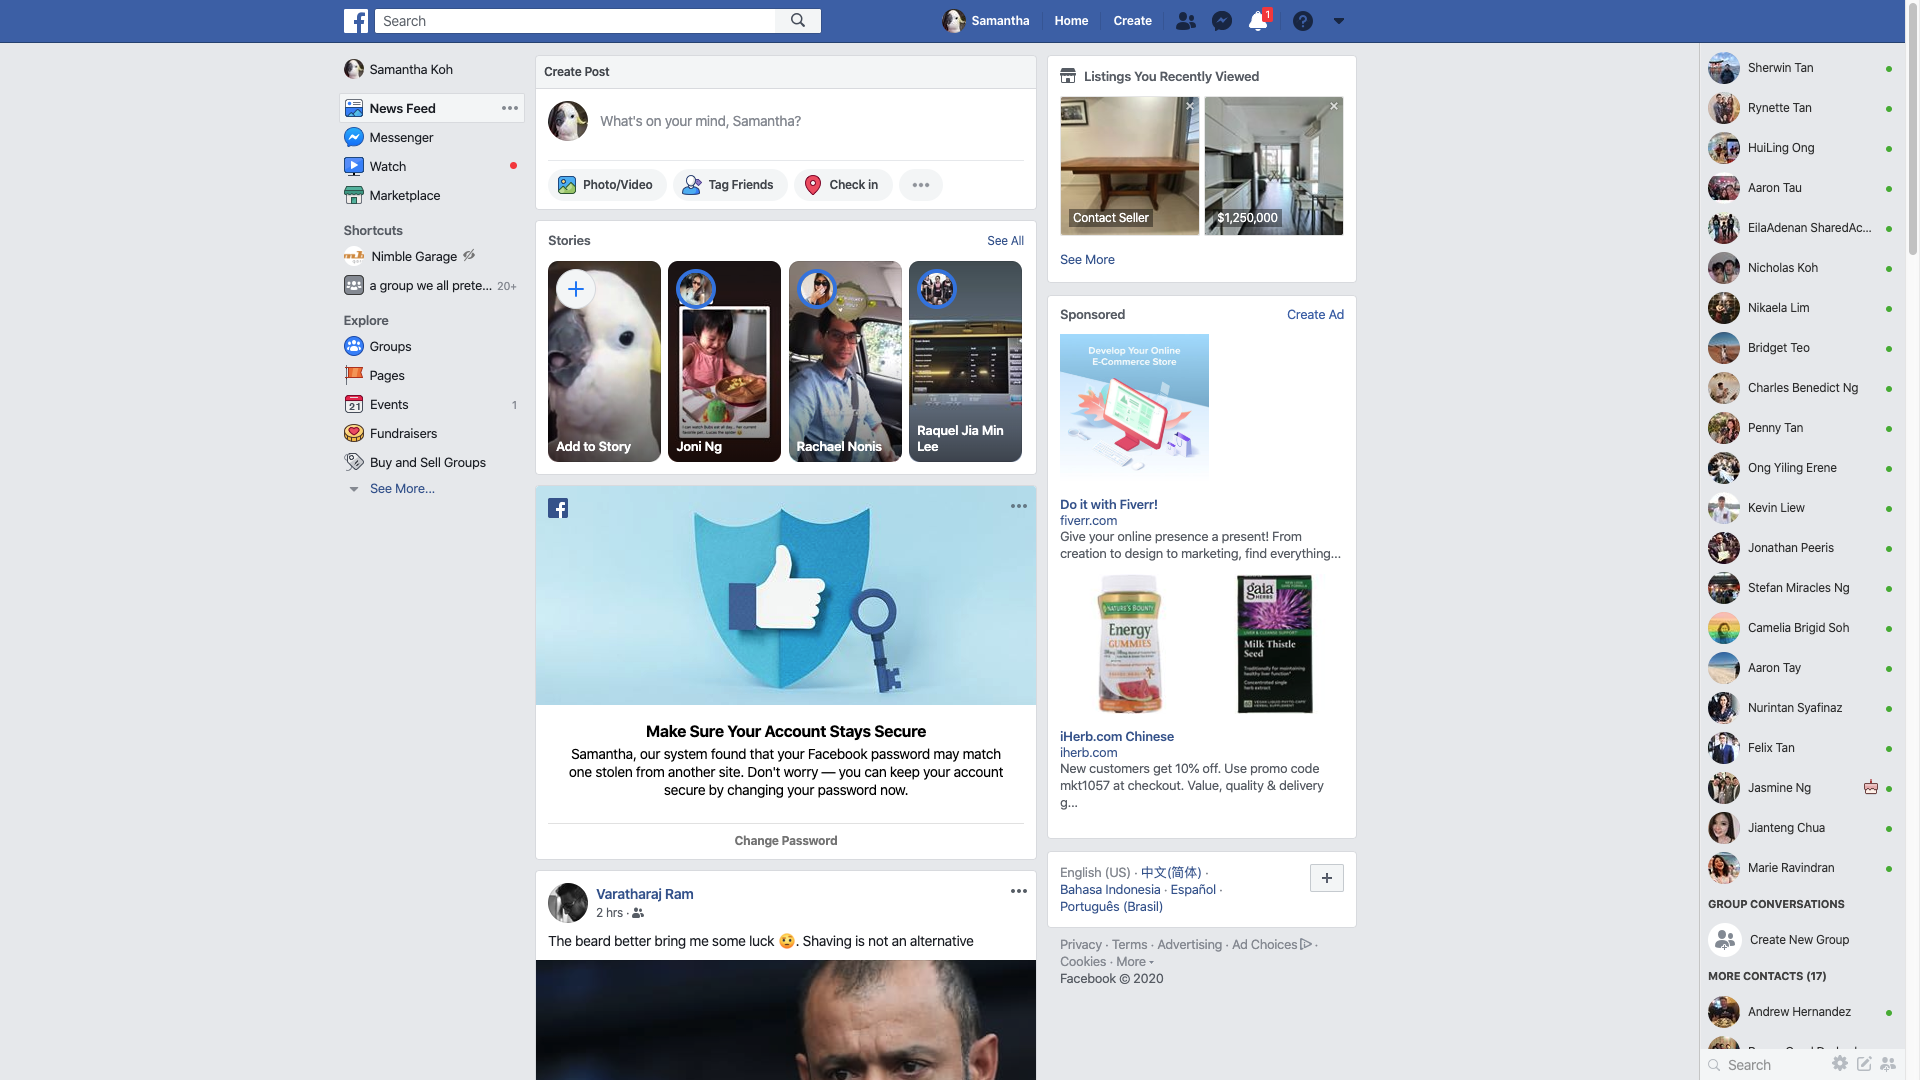 Search
Samantha
Home
Create
1
Samantha Koh
News Feed
Messenger
Watch
Marketplace
Shortcuts
Nimble Garage
a group we all prete... 20+
Explore
Groups
Pages
21
Events 1
Fundraisers
Buy and Sell Groups
See More...
Create Post
What's on your mind, Samantha?
Photo/Video
Tag Friends
Check in
Stories
See All
Add to Story
Joni Ng
Rachael Nonis
Raquel Jia Min
Lee
Make Sure Your Account Stays Secure
Samantha, our system found that your Facebook password may match
one stolen from another site. Don't worry — you can keep your account
secure by changing your password now.
Change Password
Varatharaj Ram
2 hrs ·
The beard better bring me some luck 😟. Shaving is not an alternative
Listings You Recently Viewed
Contact Seller
$1,250,000
See More
Sponsored
Create Ad
Develop Your Online
E-Commerce Store
Do it with Fiverr!
fiverr.com
Give your online presence a present! From
creation to design to marketing, find everything...
NATURE'S BOUNTY
Energy
GUMMIES
gaia
HERBS
Milk Thistle
Seed
iHerb.com Chinese
iherb.com
New customers get 10% off. Use promo code
mkt1057 at checkout. Value, quality & delivery
g...
English (US) · 中文(简体) ·
Bahasa Indonesia · Español ·
Português (Brasil)
Privacy · Terms · Advertising · Ad Choices ·
Cookies · More
Facebook © 2020
Sherwin Tan
Rynette Tan
HuiLing Ong
Aaron Tau
EilaAdenan SharedAc...
Nicholas Koh
Nikaela Lim
Bridget Teo
Charles Benedict Ng
Penny Tan
Ong Yiling Erene
Kevin Liew
Jonathan Peeris
Stefan Miracles Ng
Camelia Brigid Soh
Aaron Tay
Nurintan Syafinaz
Felix Tan
Jasmine Ng
Jianteng Chua
Marie Ravindran
GROUP CONVERSATIONS
Create New Group
MORE CONTACTS (17)
Andrew Hernandez
Search